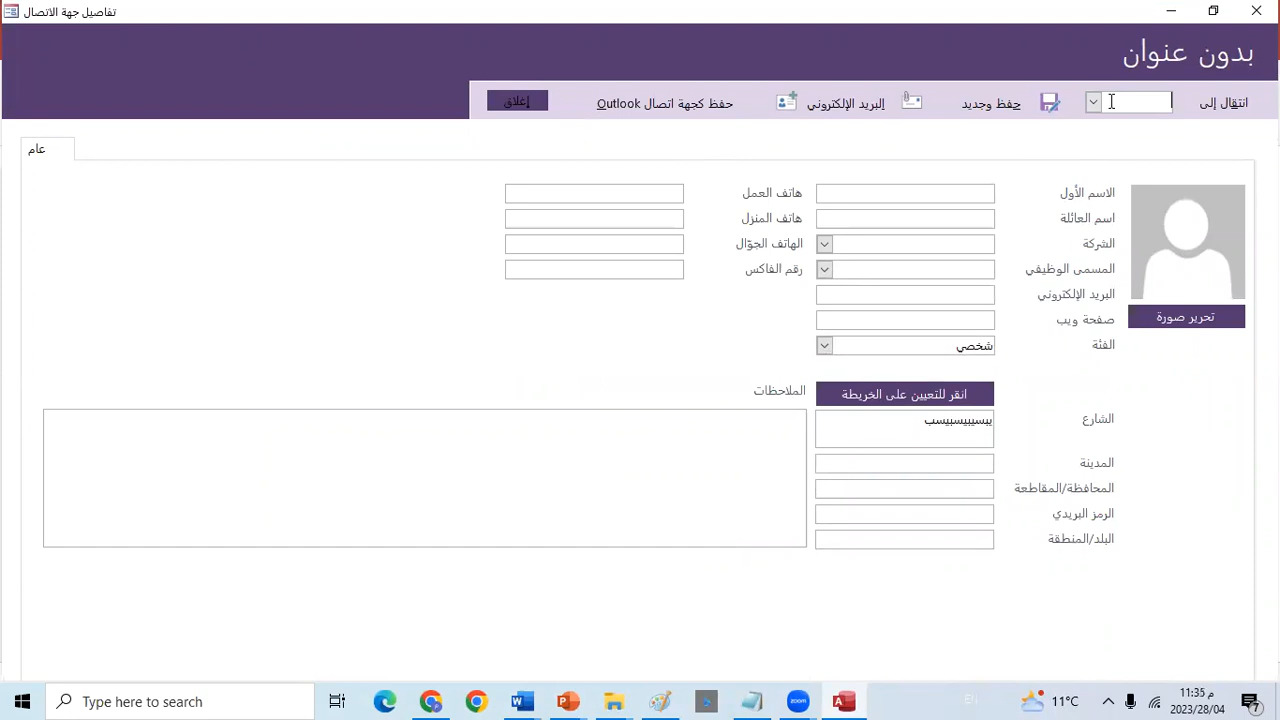 تفاصيل جهة الاتصال
بدون عنوان
انتقال إلى
حفظ وجديد
البريد الإلكتروني
حفظ كجهة اتصال Outlook
إغلاق
عام
الاسم الأول
هاتف العمل
اسم العائلة
هاتف المنزل
الشركة
الهاتف الجوّال
المسمى الوظيفي
رقم الفاكس
البريد الإلكتروني
تحرير صورة
صفحة ويب
الفئة
شخصي
انقر للتعيين على الخريطة
الملاحظات
الشارع
المدينة
المحافظة/المقاطعة
الرمز البريدي
البلد/المنطقة
Type here to search
zoom
EN
11°C
11:35 م
2023/28/04
7